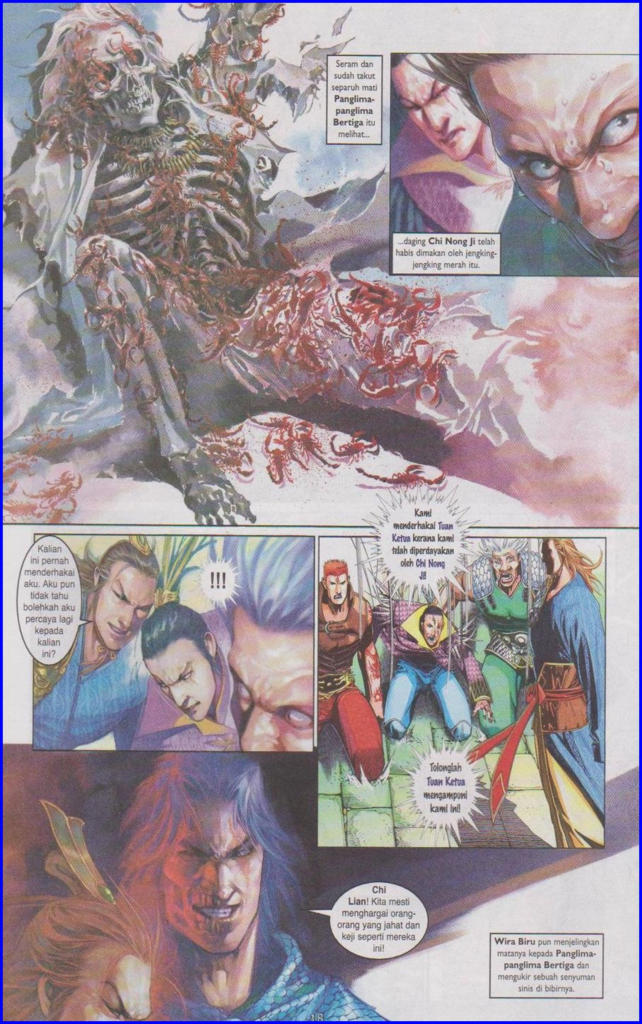 Seram dan
sudah takut
separuh mati
Panglima-
panglima
Bertiga itu
melihat...
...daging Chi Nong Ji telah
habis dimakan oleh jengking-
jengking merah itu.
Kalian
ini pernah
menderhakai
aku. Aku pun
tidak tahu
bolehkah aku
percaya lagi
kepada
kalian
ini?
!!!
Kami
menderhakai Tuan
Ketua kerana kami
telah diperdayakan
oleh Chi Nong
Ji!
Tolonglah
Tuan Ketua
mengampuni
kami ini!
Chi
Lian! Kita mesti
menghargai orang-
orang yang jahat dan
keji seperti mereka
ini!
Wira Biru pun menjelingkan
matanya kepada Panglima-
panglima Bertiga dan
mengukir sebuah senyuman
sinis di bibirnya.
18